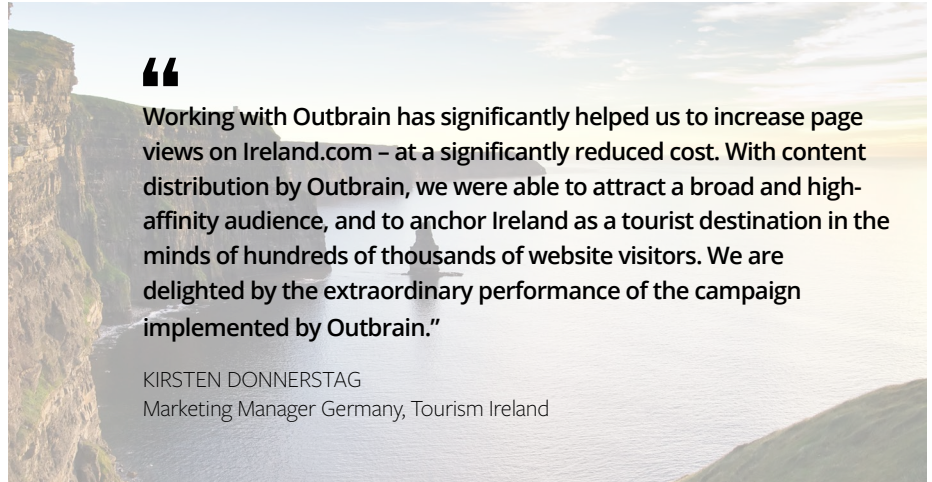 “
Working with Outbrain has significantly helped us to increase page
views on Ireland.com – at a significantly reduced cost. With content
distribution by Outbrain, we were able to attract a broad and high-
affinity audience, and to anchor Ireland as a tourist destination in the
minds of hundreds of thousands of website visitors. We are
delighted by the extraordinary performance of the campaign
implemented by Outbrain.”
KIRSTEN DONNERSTAG
Marketing Manager Germany, Tourism Ireland